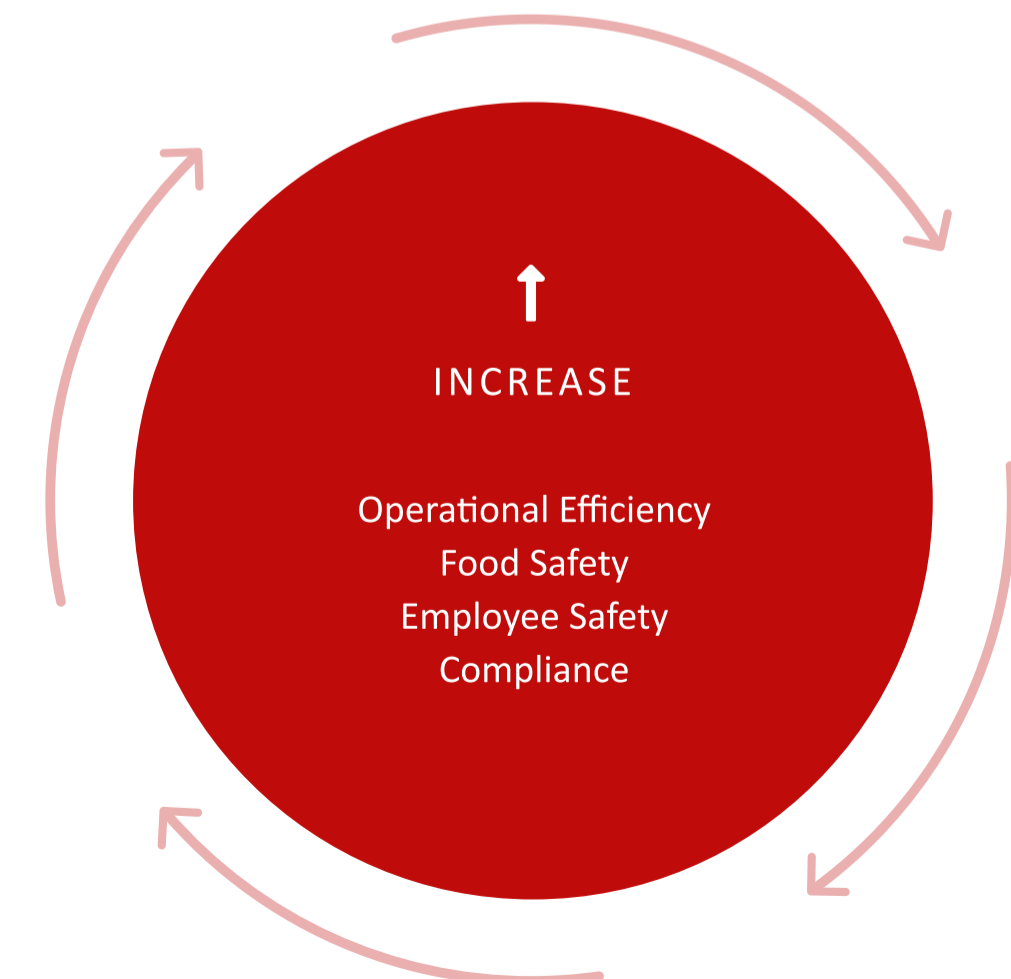 INCREASE
Operational Efficiency
Food Safety
Employee Safety
Compliance